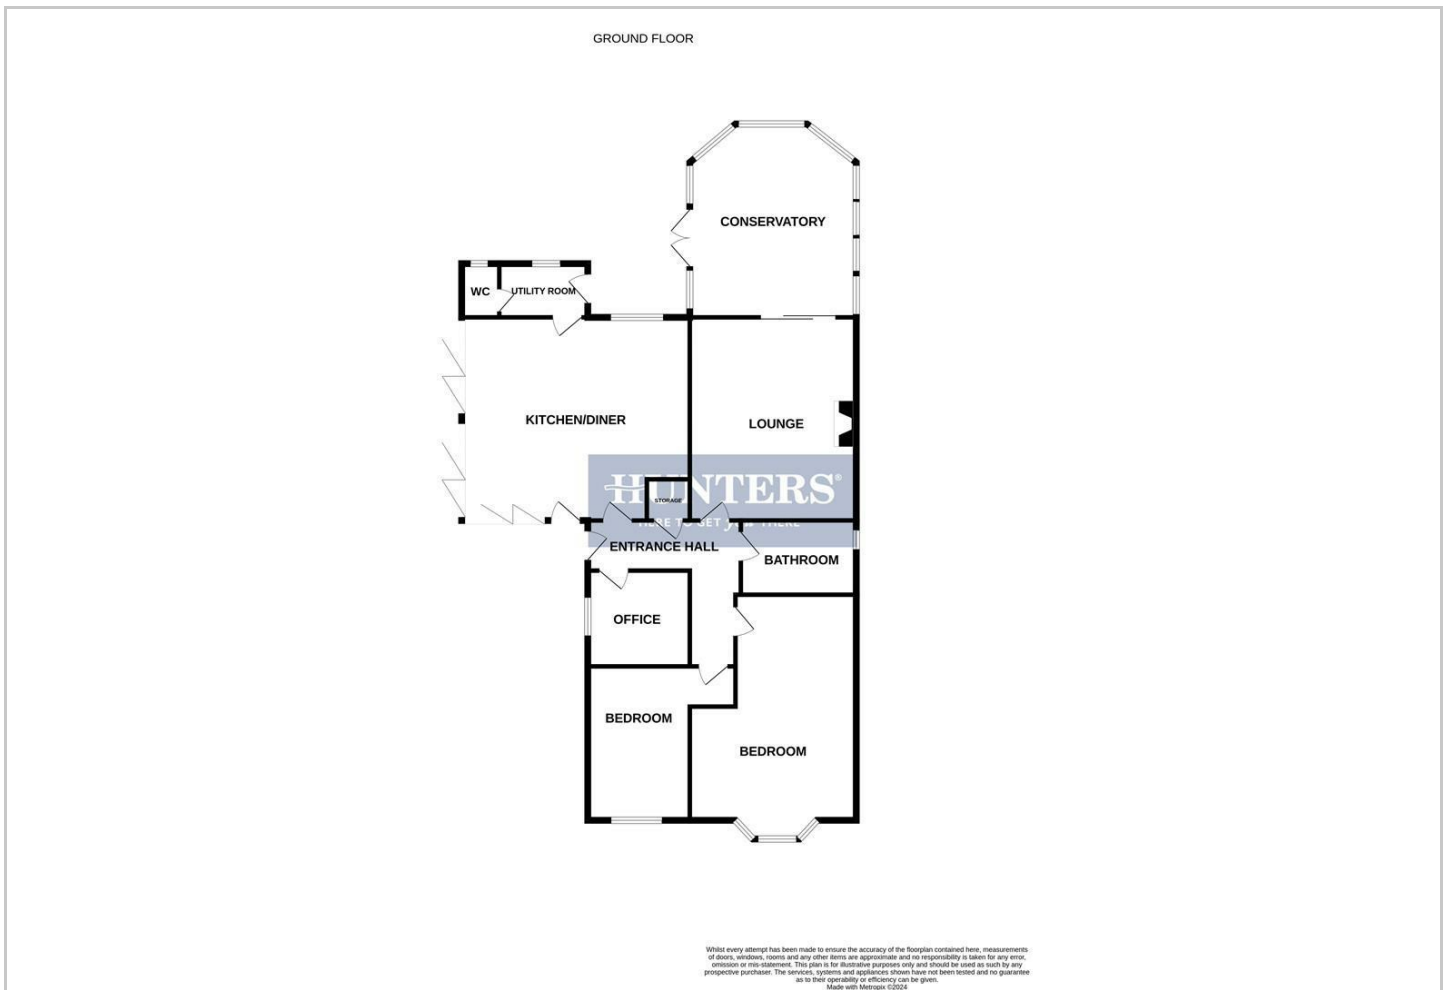 GROUND FLOOR
CONSERVATORY
WC
UTILITY ROOM
KITCHEN/DINER
LOUNGE
HUNTERS®
STORAGE
HERE TO GET you THERE
ENTRANCE HALL
BATHROOM
OFFICE
BEDROOM
BEDROOM
Whilst every attempt has been made to ensure the accuracy of the floorplan contained here, measurements
of doors, windows, rooms and any other items are approximate and no responsibility is taken for any error,
omission or mis-statement. This plan is for illustrative purposes only and should be used as such by any
prospective purchaser. The services, systems and appliances shown have not been tested and no guarantee
as to their operability or efficiency can be given.
Made with Metropix ©2024